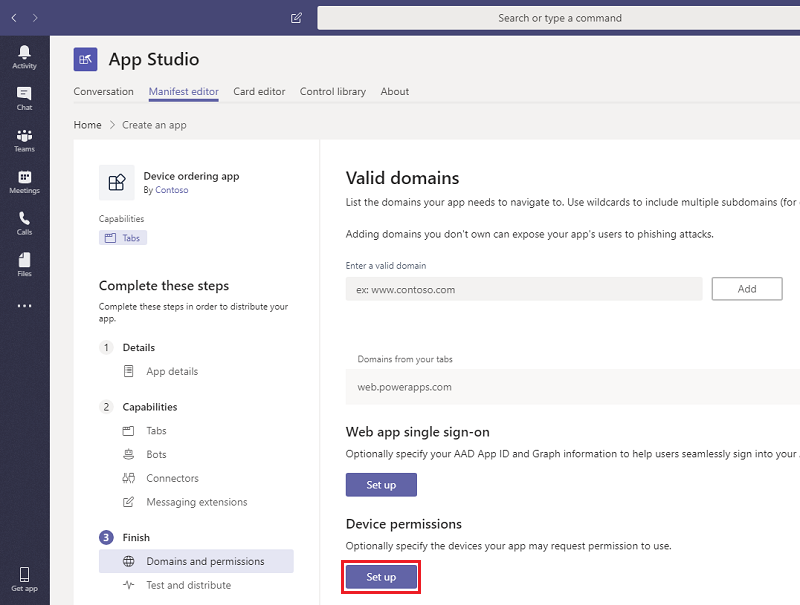 Search or type a command
Activity
Chat
Teams
Meetings
Calls
Files
Get app
App Studio
Conversation
Manifest editor
Card editor
Control library
About
Home > Create an app
Device ordering app
By Contoso
Capabilities
Tabs
Complete these steps
Complete these steps in order to distribute your
app.
1 Details
App details
2 Capabilities
Tabs
Bots
Connectors
Messaging extensions
3 Finish
Domains and permissions
Test and distribute
Valid domains
List the domains your app needs to navigate to. Use wildcards to include multiple subdomains (for
Adding domains you don't own can expose your app's users to phishing attacks.
Enter a valid domain
ex: www.contoso.com
Add
Domains from your tabs
web.powerapps.com
Web app single sign-on
Optionally specify your AAD App ID and Graph information to help users seamlessly sign into your
Set up
Device permissions
Optionally specify the devices your app may request permission to use.
Set up